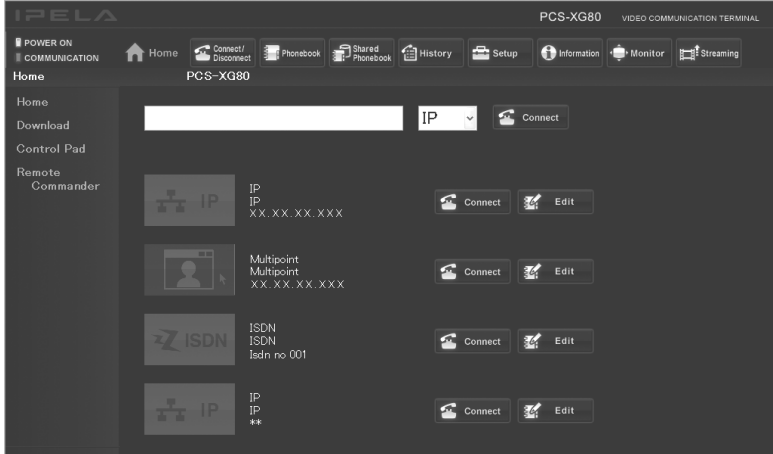 IPELA
PCS-XG80 VIDEO COMMUNICATION TERMINAL
POWER ON
COMMUNICATION
Home
Connect/
Disconnect
Phonebook
Shared
Phonebook
History
Setup
Information
Monitor
Streaming
Home
PCS-XG80
Home
Download
Control Pad
Remote
Commander
IP
Connect
IP
IP
IP
XX.XX.XX.XXX
Connect
Edit
Multipoint
Multipoint
XX.XX.XX.XXX
Connect
Edit
ISDN
ISDN
ISDN
Isdn no 001
Connect
Edit
IP
IP
IP
**
Connect
Edit